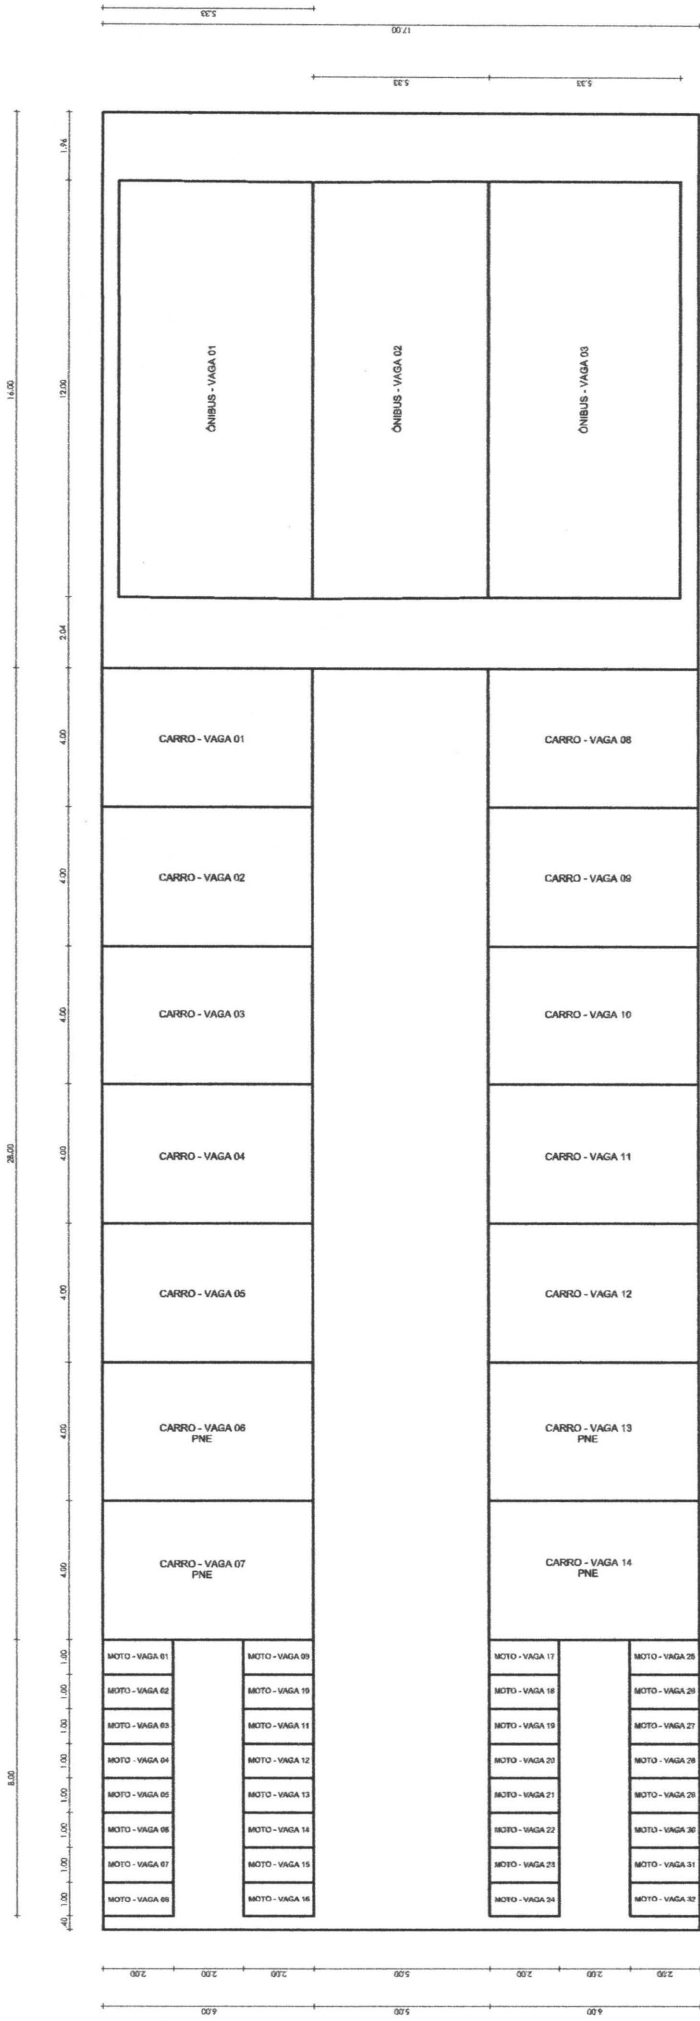 5.33
17.00
5.33
5.33
16.00
28.00
8.00
1.96
12.00
2.04
4.00
4.00
4.00
4.00
4.00
4.00
4.00
1.00
1.00
1.00
1.00
1.00
1.00
1.00
1.00
.40
ÔNIBUS - VAGA 01
ÔNIBUS - VAGA 02
ÔNIBUS - VAGA 03
CARRO - VAGA 01
CARRO - VAGA 08
CARRO - VAGA 02
CARRO - VAGA 09
CARRO - VAGA 03
CARRO - VAGA 10
CARRO - VAGA 04
CARRO - VAGA 11
CARRO - VAGA 05
CARRO - VAGA 12
CARRO - VAGA 06
PNE
CARRO - VAGA 13
PNE
CARRO - VAGA 07
PNE
CARRO - VAGA 14
PNE
MOTO - VAGA 01
MOTO - VAGA 09
MOTO - VAGA 17
MOTO - VAGA 25
MOTO - VAGA 02
MOTO - VAGA 10
MOTO - VAGA 18
MOTO - VAGA 26
MOTO - VAGA 03
MOTO - VAGA 11
MOTO - VAGA 19
MOTO - VAGA 27
MOTO - VAGA 04
MOTO - VAGA 12
MOTO - VAGA 20
MOTO - VAGA 28
MOTO - VAGA 05
MOTO - VAGA 13
MOTO - VAGA 21
MOTO - VAGA 29
MOTO - VAGA 06
MOTO - VAGA 14
MOTO - VAGA 22
MOTO - VAGA 30
MOTO - VAGA 07
MOTO - VAGA 15
MOTO - VAGA 23
MOTO - VAGA 31
MOTO - VAGA 08
MOTO - VAGA 16
MOTO - VAGA 24
MOTO - VAGA 32
2.00
2.00
2.00
5.00
2.00
2.00
2.00
6.00
5.00
6.00